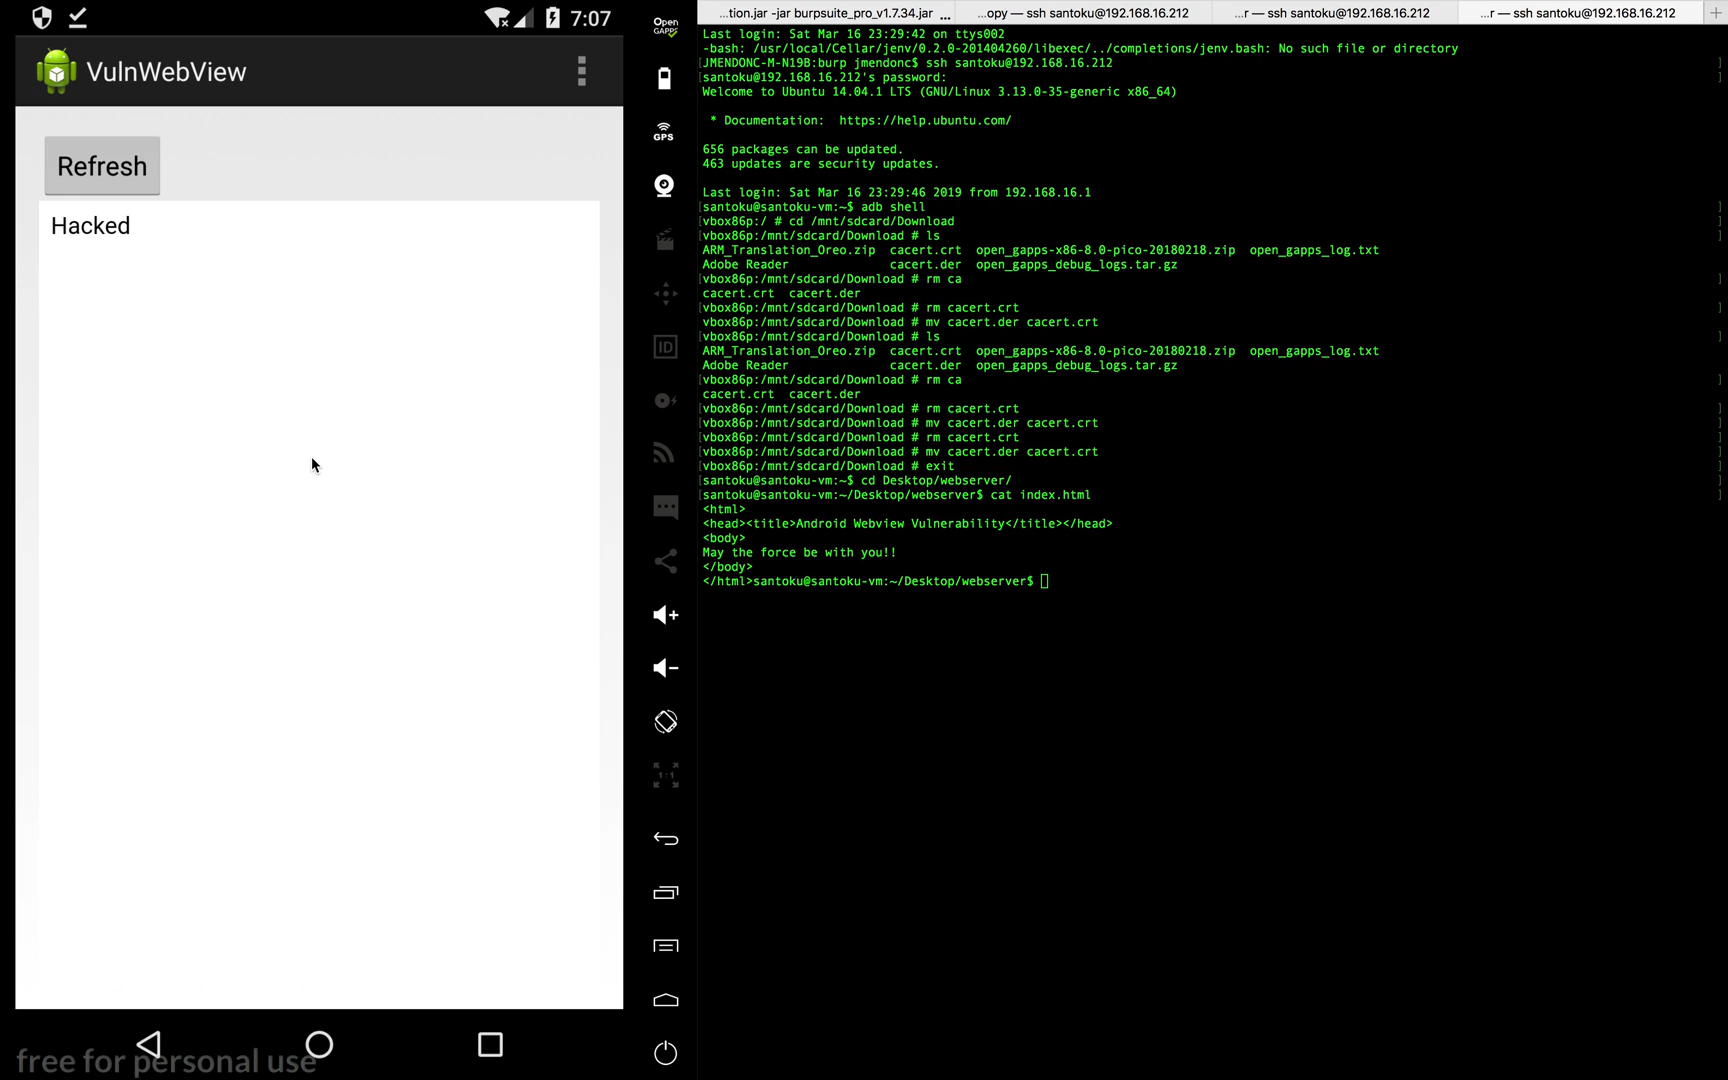 7:07
VulnWebView
Refresh
Hacked
free for personal use
Open
GAPPS
GPS
ID
1:1
...tion.jar -jar burpsuite_pro_v1.7.34.jar ...
...opy — ssh santoku@192.168.16.212
...r — ssh santoku@192.168.16.212
...r — ssh santoku@192.168.16.212
Last login: Sat Mar 16 23:29:42 on ttys002
-bash: /usr/local/Cellar/jenv/0.2.0-201404260/libexec/../completions/jenv.bash: No such file or directory
[JMENDONC-M-N19B:burp jmendonc$ ssh santoku@192.168.16.212 ]
[santoku@192.168.16.212's password: ]
Welcome to Ubuntu 14.04.1 LTS (GNU/Linux 3.13.0-35-generic x86_64)
* Documentation:  https://help.ubuntu.com/
656 packages can be updated.
463 updates are security updates.
Last login: Sat Mar 16 23:29:46 2019 from 192.168.16.1
[santoku@santoku-vm:~$ adb shell ]
[vbox86p:/ # cd /mnt/sdcard/Download ]
[vbox86p:/mnt/sdcard/Download # ls ]
ARM_Translation_Oreo.zip  cacert.crt  open_gapps-x86-8.0-pico-20180218.zip  open_gapps_log.txt
Adobe Reader              cacert.der  open_gapps_debug_logs.tar.gz
[vbox86p:/mnt/sdcard/Download # rm ca ]
cacert.crt  cacert.der
[vbox86p:/mnt/sdcard/Download # rm cacert.crt ]
vbox86p:/mnt/sdcard/Download # mv cacert.der cacert.crt
[vbox86p:/mnt/sdcard/Download # ls ]
ARM_Translation_Oreo.zip  cacert.crt  open_gapps-x86-8.0-pico-20180218.zip  open_gapps_log.txt
Adobe Reader              cacert.der  open_gapps_debug_logs.tar.gz
[vbox86p:/mnt/sdcard/Download # rm ca ]
cacert.crt  cacert.der
[vbox86p:/mnt/sdcard/Download # rm cacert.crt ]
[vbox86p:/mnt/sdcard/Download # mv cacert.der cacert.crt ]
[vbox86p:/mnt/sdcard/Download # rm cacert.crt ]
[vbox86p:/mnt/sdcard/Download # mv cacert.der cacert.crt ]
[vbox86p:/mnt/sdcard/Download # exit ]
[santoku@santoku-vm:~$ cd Desktop/webserver/ ]
[santoku@santoku-vm:~/Desktop/webserver$ cat index.html ]
<html>
<head><title>Android Webview Vulnerability</title></head>
<body>
May the force be with you!!
</body>
</html>santoku@santoku-vm:~/Desktop/webserver$